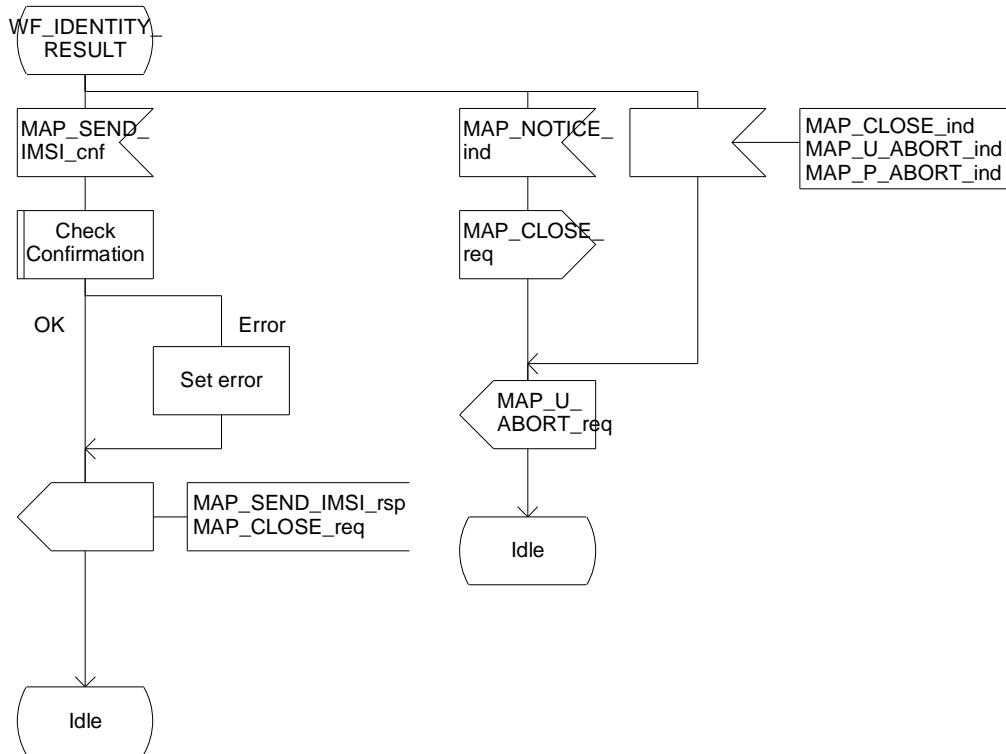 WF_IDENTITY_
RESULT
MAP_SEND_
IMSI_cnf
MAP_NOTICE_
ind
MAP_CLOSE_ind
MAP_U_ABORT_ind
MAP_P_ABORT_ind
Check
Confirmation
MAP_CLOSE_
req
OK
Error
Set error
MAP_U_
ABORT_req
MAP_SEND_IMSI_rsp
MAP_CLOSE_req
Idle
Idle